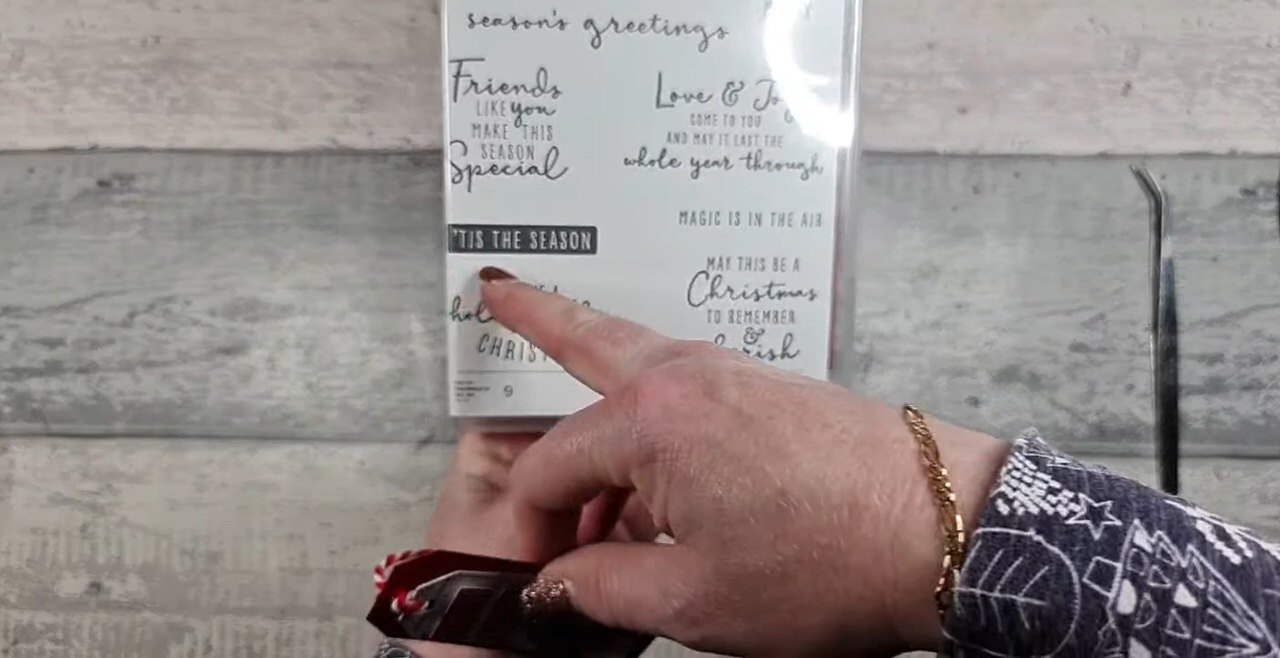 season's greetings
Friends
LIKE you
MAKE THIS
SEASON
Special
'TIS THE SEASON
CHRIST
9
Love & Jo
COME TO YOU
AND MAY IT LAST THE
whole year through
MAGIC IS IN THE AIR
MAY THIS BE A
Christmas
TO REMEMBER
&